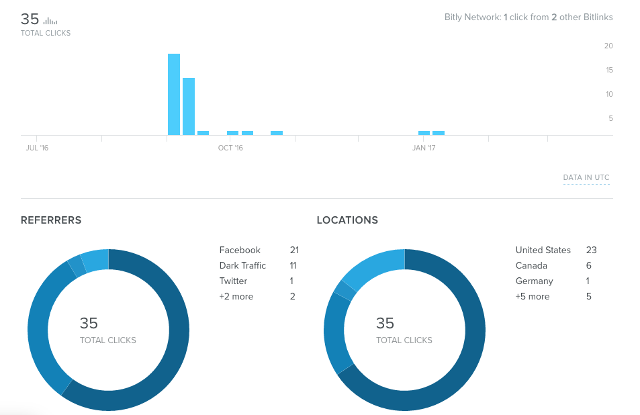 35
TOTAL CLICKS
Bitly Network: 1 click from 2 other Bitlinks
20
15
10
5
JUL '16
OCT '16
JAN '17
DATA IN UTC
REFERRERS
35
TOTAL CLICKS
Facebook 21
Dark Traffic 11
Twitter 1
+2 more 2
LOCATIONS
35
TOTAL CLICKS
United States 23
Canada 6
Germany 1
+5 more 5